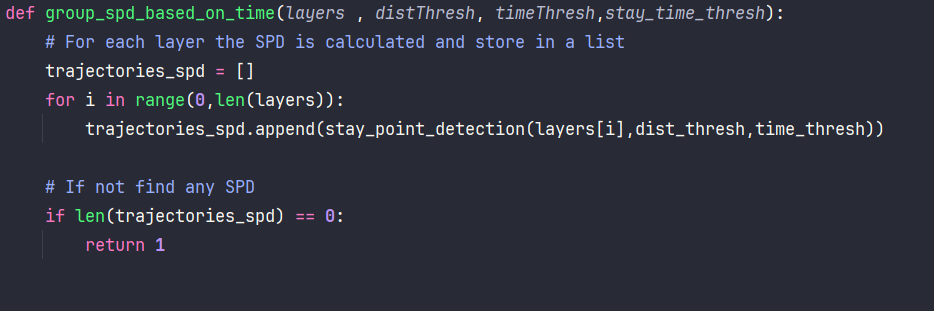 def group_spd_based_on_time(layers , distThresh, timeThresh,stay_time_thresh):
    # For each layer the SPD is calculated and store in a list
    trajectories_spd = []
    for i in range(0,len(layers)):
        trajectories_spd.append(stay_point_detection(layers[i],dist_thresh,time_thresh))
    # If not find any SPD
    if len(trajectories_spd) == 0:
        return 1